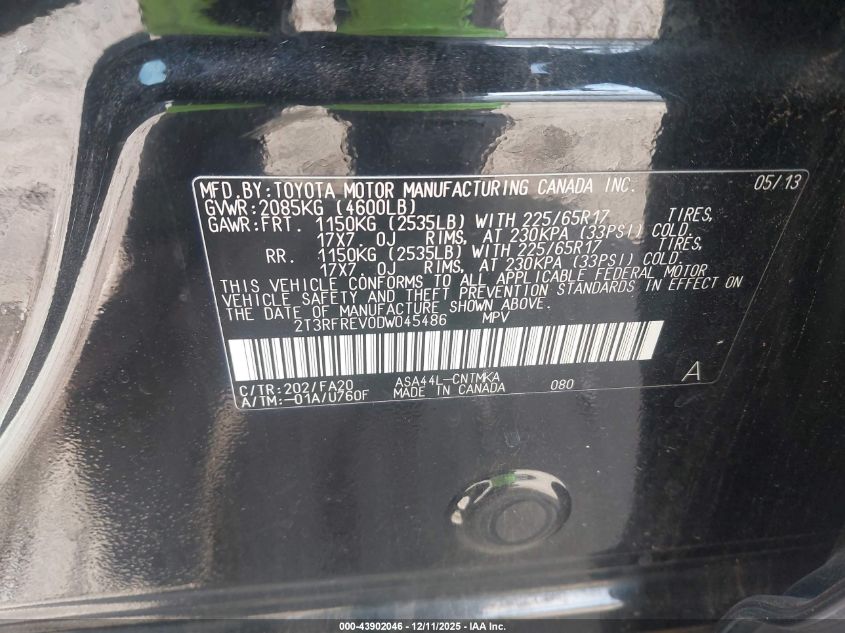 MFD.BY:TOYOTA MOTOR MANUFACTURING CANADA INC. 05/13
GVWR:2085KG (4600LB)
GAWR:FRT. 1150KG (2535LB) WITH 225/65R17 TIRES,
17X7. 0J RIMS, AT 230KPA (33PSI) COLD.
RR. 1150KG (2535LB) WITH 225/65R17 TIRES,
17X7. 0J RIMS, AT 230KPA (33PSI) COLD.
THIS VEHICLE CONFORMS TO ALL APPLICABLE FEDERAL MOTOR
VEHICLE SAFETY AND THEFT PREVENTION STANDARDS IN EFFECT ON
THE DATE OF MANUFACTURE SHOWN ABOVE.
2T3RFREV0DW045486 MPV
C/TR:202/FA20 ASA44L-CNTMKA 080 A
A/TM:-01A/U760F MADE IN CANADA
000-43902046 - 12/11/2025 - IAA Inc.